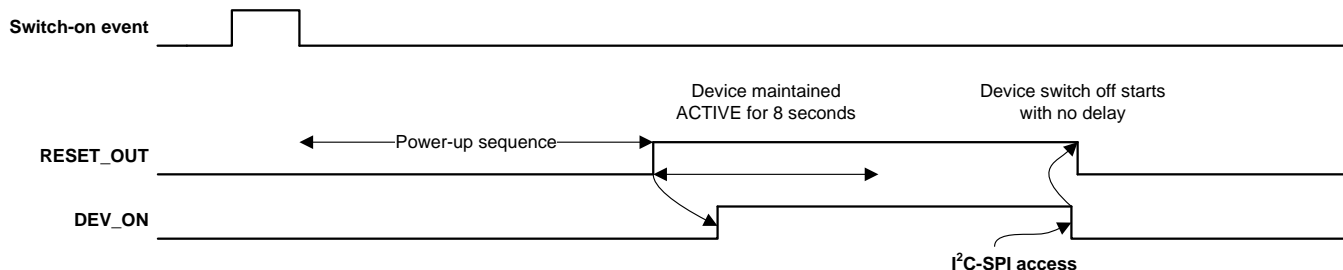 Switch-on event
Device maintained
ACTIVE for 8 seconds
Device switch off starts
with no delay
Power-up sequence
RESET_OUT
DEV_ON
I²C-SPI access